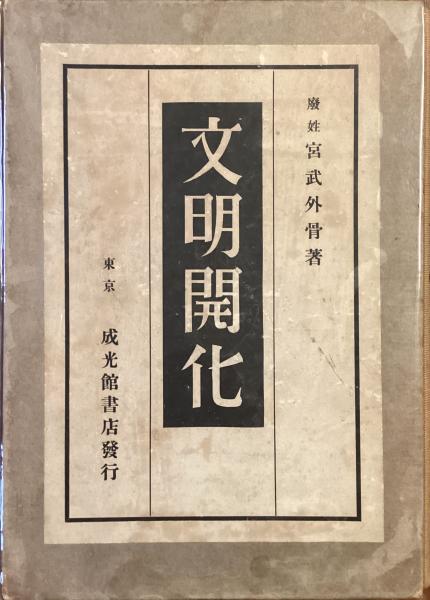 廢姓 宮武外骨著
文明開化
東京 成光館書店發行